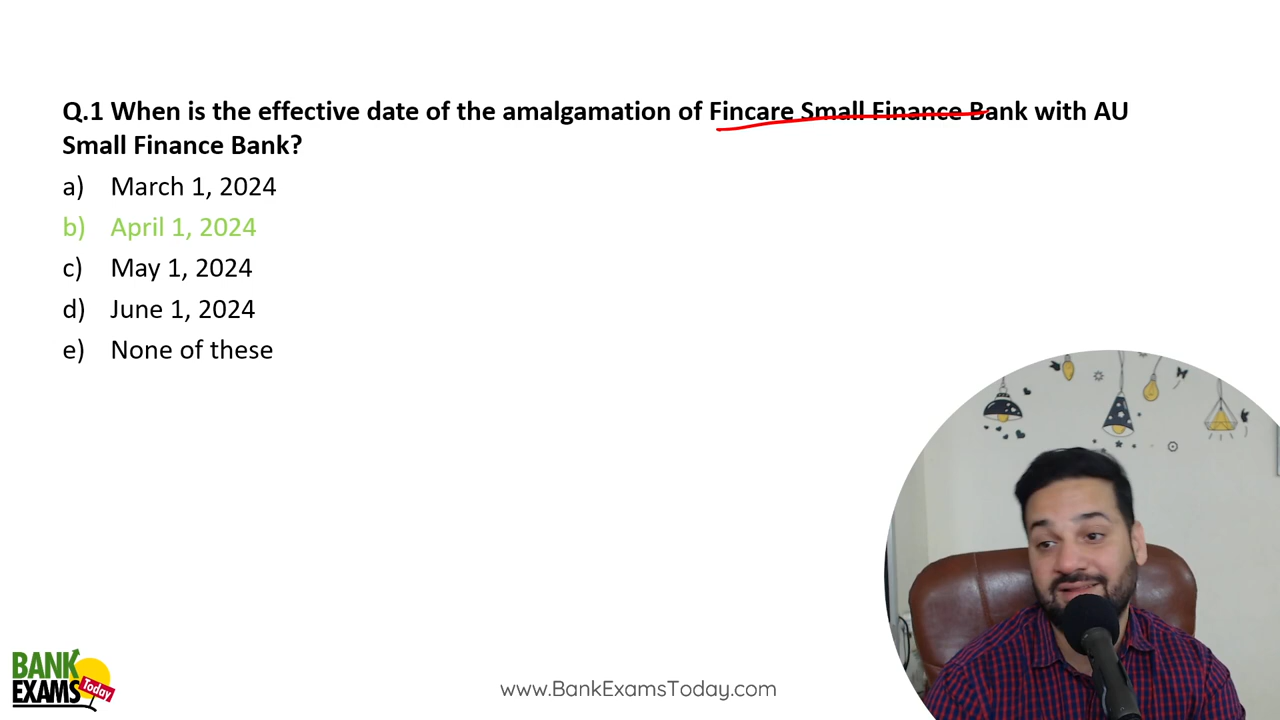 Q.1 When is the effective date of the amalgamation of Fincare Small Finance Bank with AU
Small Finance Bank?
a) March 1, 2024
b) April 1, 2024
c) May 1, 2024
d) June 1, 2024
e) None of these
BANK
EXAMS
Today
www.BankExamsToday.com